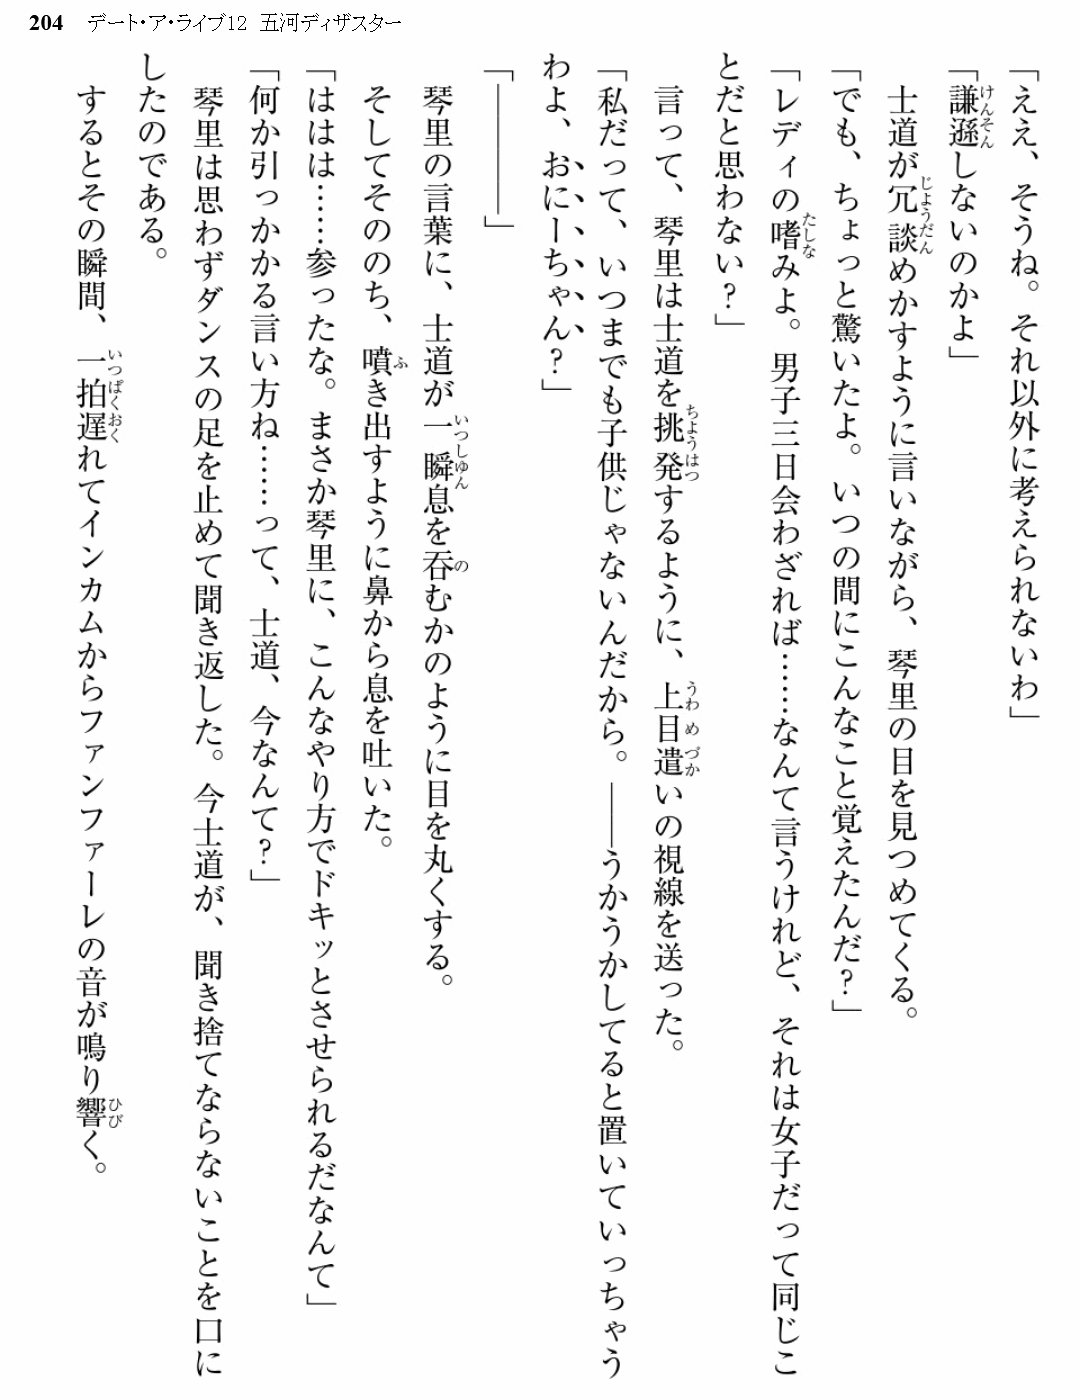 204 デート・ア・ライブ12 五河ディザスター
「ええ、そうね。それ以外に考えられないわ」
「謙遜しないのかよ」
士道が冗談めかすように言いながら、琴里の目を見つめてくる。
「でも、ちょっと驚いたよ。いつの間にこんなこと覚えたんだ？」
「レディの嗜みよ。男子三日会わざれば……なんて言うけれど、それは女子だって同じこ
とだと思わない？」
言って、琴里は士道を挑発するように、上目遣いの視線を送った。
「私だって、いつまでも子供じゃないんだから。――うかうかしてると置いていっちゃう
わよ、おにーちゃん？」
「――――」
琴里の言葉に、士道が一瞬息を呑むかのように目を丸くする。
そしてそののち、噴き出すように鼻から息を吐いた。
「ははは……参ったな。まさか琴里に、こんなやり方でドキッとさせられるだなんて」
「何か引っかかる言い方ね……って、士道、今なんて？」
琴里は思わずダンスの足を止めて聞き返した。今士道が、聞き捨てならないことを口に
したのである。
するとその瞬間、一拍遅れてインカムからファンファーレの音が鳴り響く。